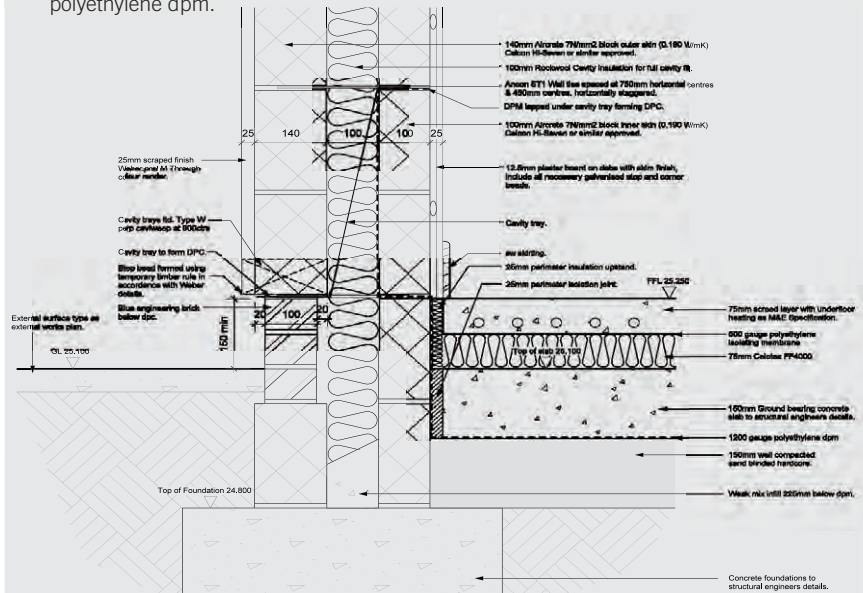 polyethylene dpm.
140mm Aircrete 7N/mm2 block outer skin (0.190 W/mK)
Celcon Hi-Seven or similar approved.
100mm Rockwool Cavity insulation for full cavity fill.
Ancon ST1 Wall ties spaced at 750mm horizontal centres
& 450mm centres, horizontally staggered.
DPM lapped under cavity tray forming DPC.
100mm Aircrete 7N/mm2 block inner skin (0.190 W/mK)
Celcon Hi-Seven or similar approved.
25 140 100 100 25
25mm scraped finish
Weber.pral M Through
colour render.
12.5mm plaster board on dabs with skim finish,
include all necessary galvanised stop and corner
beads.
Cavity trays ltd. Type W
perp cavi/weep at 900ctrs
Cavity tray.
Cavity tray to form DPC.
sw skirting.
Stop bead formed using
temporary timber rule in
accordance with Weber
details.
25mm perimeter insulation upstand.
25mm perimeter isolation joint.
FFL 25.250
Blue engineering brick
below dpc.
20 100 20
150 min
External surface type as
external works plan.
GL 25.100
75mm screed layer with underfloor
heating as M&E Specification.
500 gauge polyethylene
isolating membrane
Top of slab 25.100
75mm Celotex FF4000
150mm Ground bearing concrete
slab to structural engineers details.
1200 gauge polyethylene dpm
150mm well compacted
sand blinded hardcore.
Top of Foundation 24.800
Weak mix infill 225mm below dpm.
Concrete foundations to
structural engineers details.